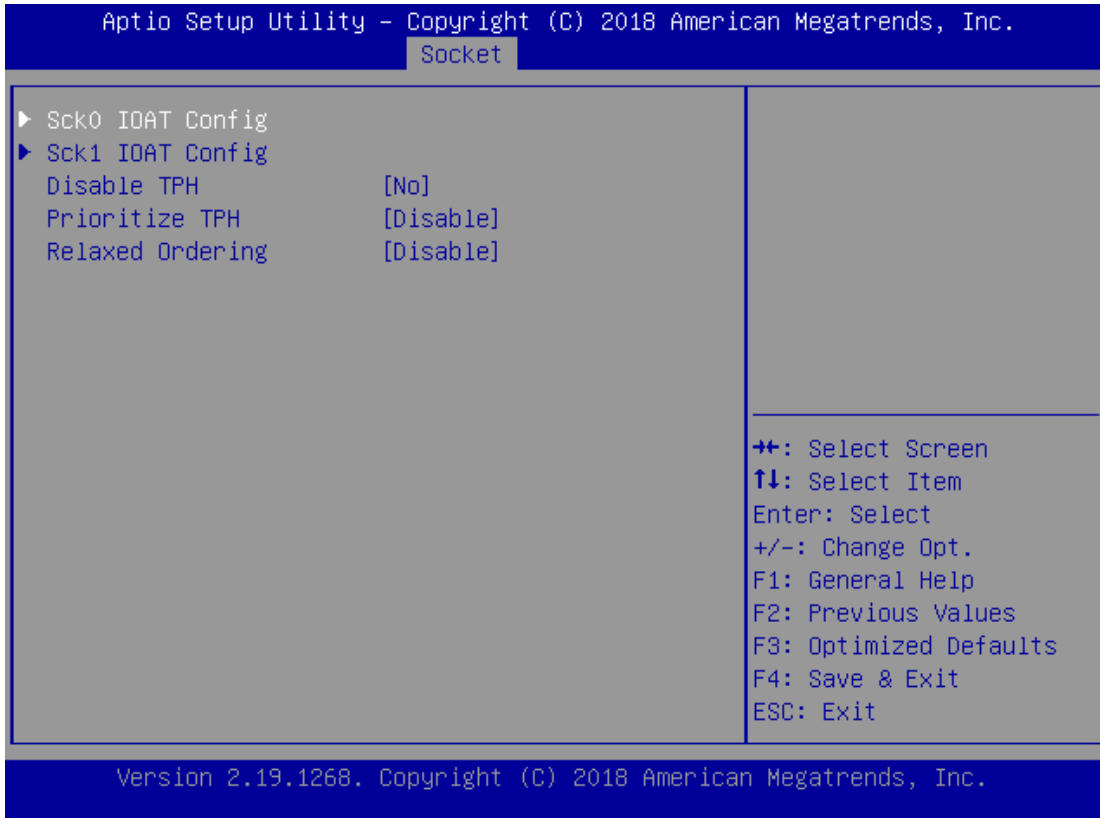 Aptio Setup Utility – Copyright (C) 2018 American Megatrends, Inc.
Socket
▶ Sck0 IOAT Config
▶ Sck1 IOAT Config
Disable TPH [No]
Prioritize TPH [Disable]
Relaxed Ordering [Disable]
→←: Select Screen
↑↓: Select Item
Enter: Select
+/-: Change Opt.
F1: General Help
F2: Previous Values
F3: Optimized Defaults
F4: Save & Exit
ESC: Exit
Version 2.19.1268. Copyright (C) 2018 American Megatrends, Inc.